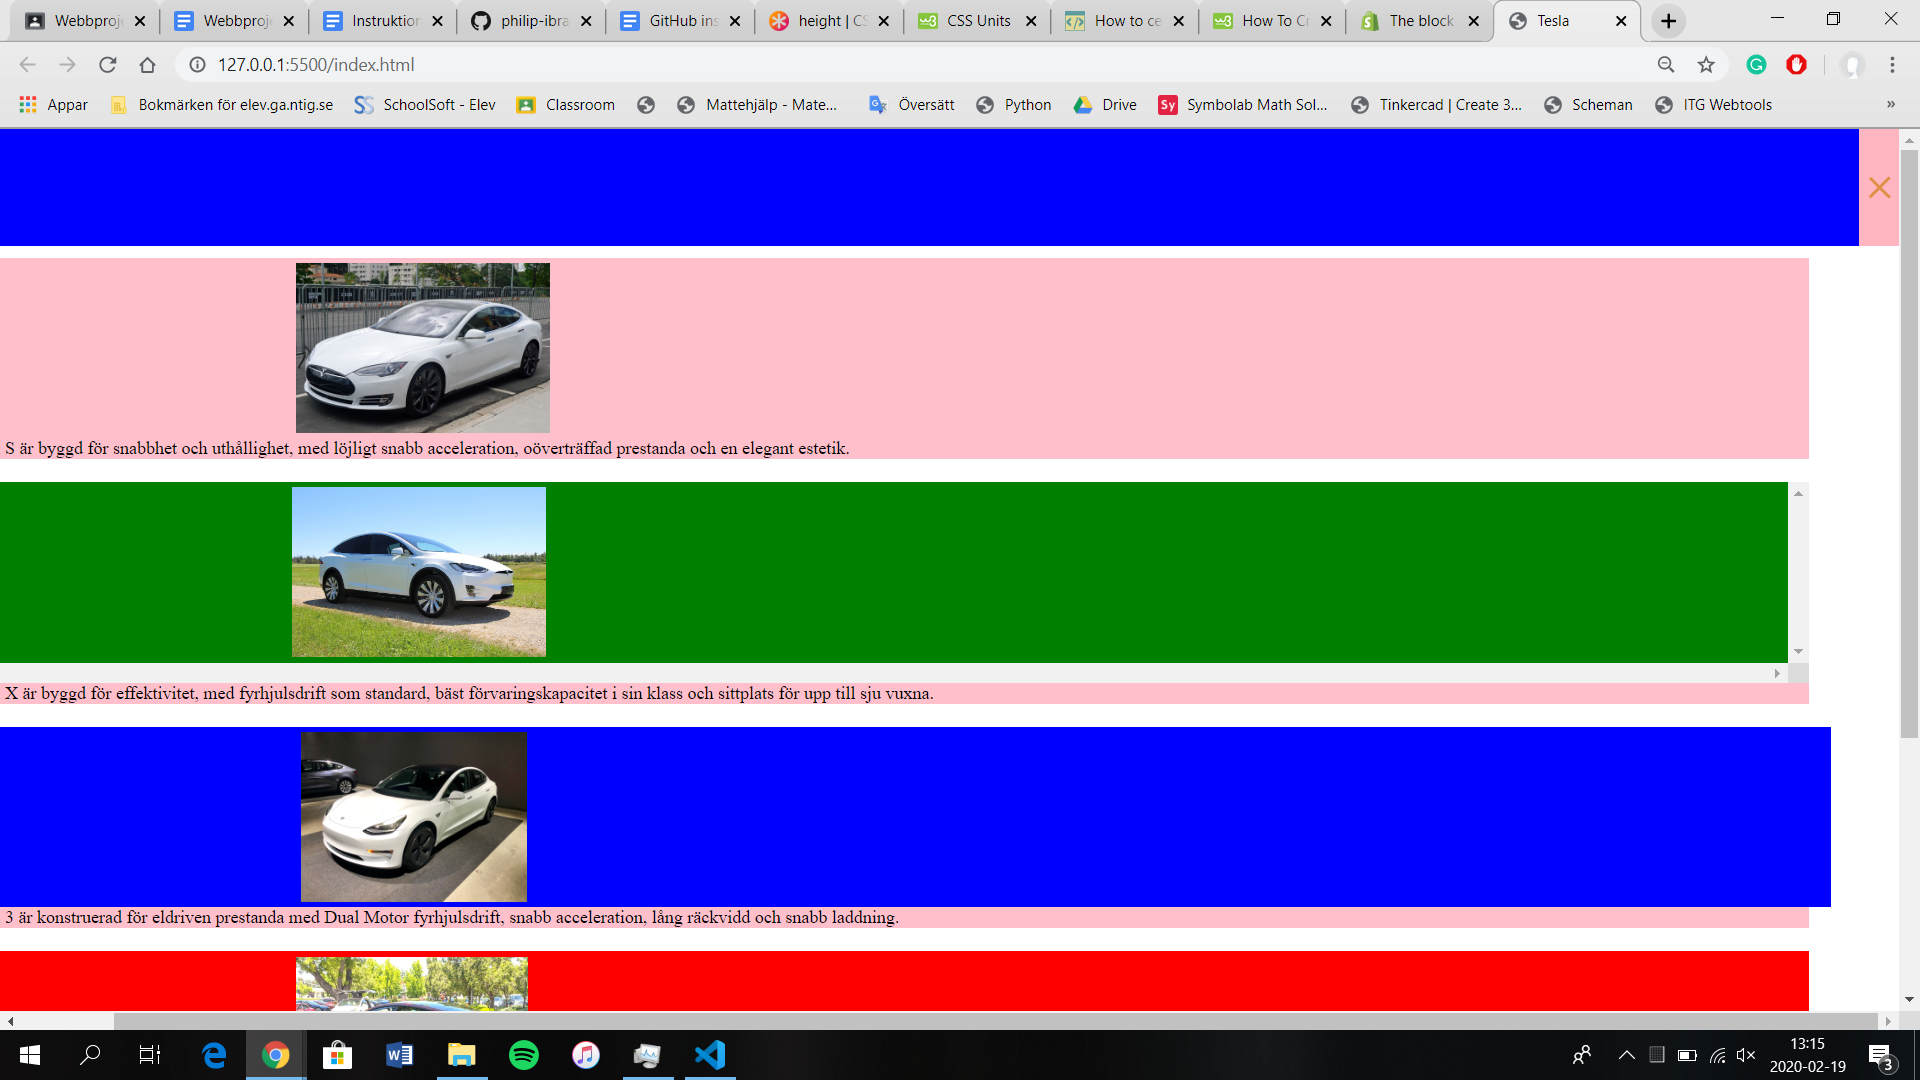 Webbproje
Webbproje
Instruktion
philip-ibra
GitHub ins
height | CS
CSS Units
How to ce
How To Cr
The block
Tesla
127.0.0.1:5500/index.html
Appar
Bokmärken för elev.ga.ntig.se
SchoolSoft - Elev
Classroom
Mattehjälp - Mate...
Översätt
Python
Drive
Symbolab Math Sol...
Tinkercad | Create 3...
Scheman
ITG Webtools
»
S är byggd för snabbhet och uthållighet, med löjligt snabb acceleration, oöverträffad prestanda och en elegant estetik.
X är byggd för effektivitet, med fyrhjulsdrift som standard, bäst förvaringskapacitet i sin klass och sittplats för upp till sju vuxna.
3 är konstruerad för eldriven prestanda med Dual Motor fyrhjulsdrift, snabb acceleration, lång räckvidd och snabb laddning.
13:15
2020-02-19
3